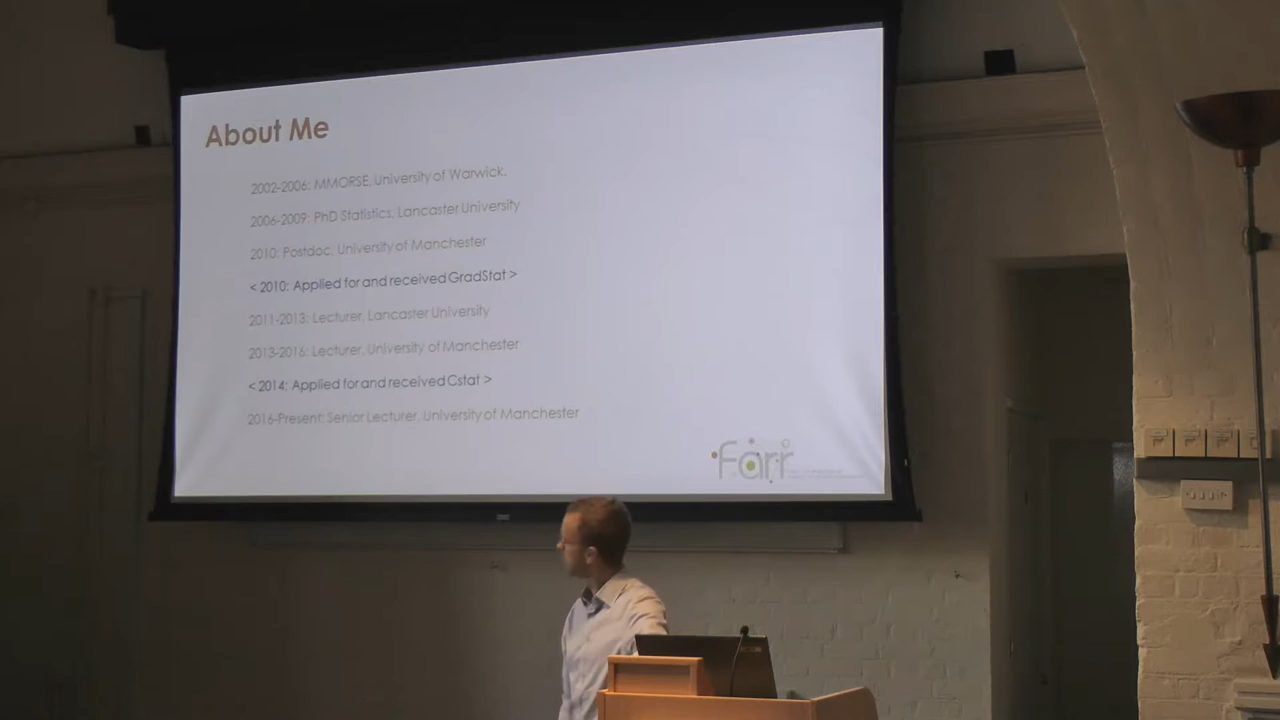 About Me
2002-2006: MMORSE, University of Warwick.
2006-2009: PhD Statistics, Lancaster University
2010: Postdoc, University of Manchester
< 2010: Applied for and received GradStat >
2011-2013: Lecturer, Lancaster University
2013-2016: Lecturer, University of Manchester
< 2014: Applied for and received Cstat >
2016-Present: Senior Lecturer, University of Manchester
farr